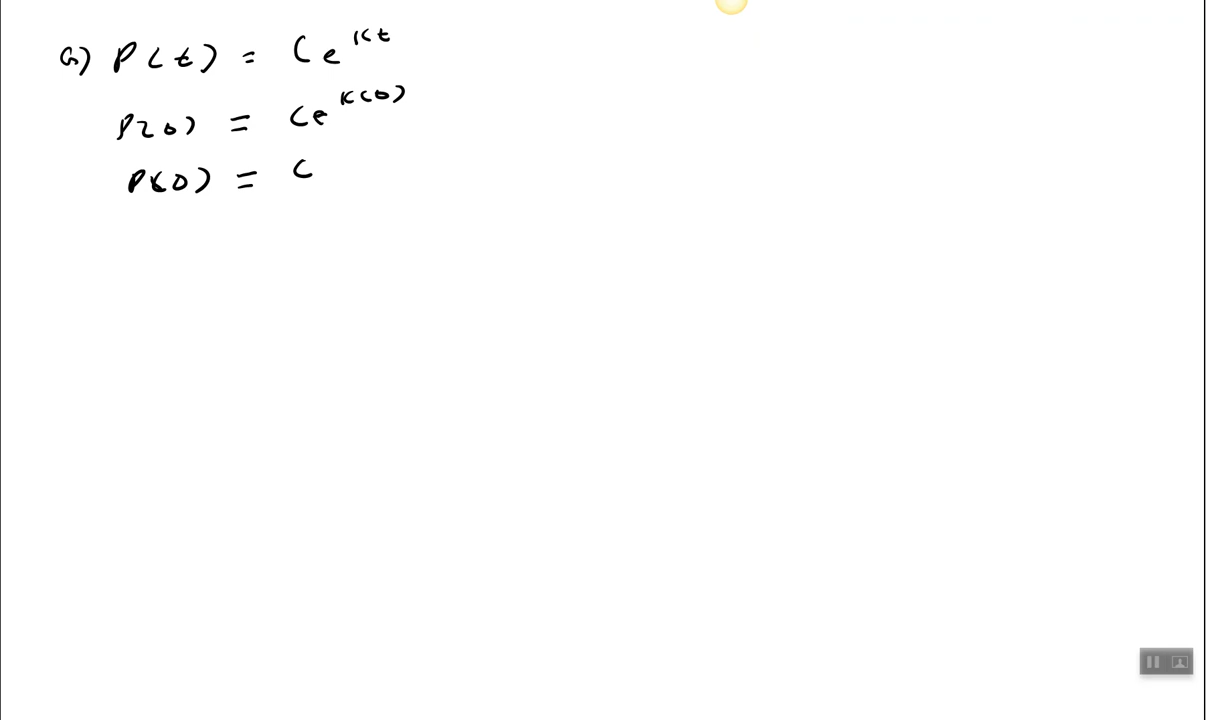 a) P(t) = Ce^{kt}
P(0) = Ce^{k(0)}
P(0) = C